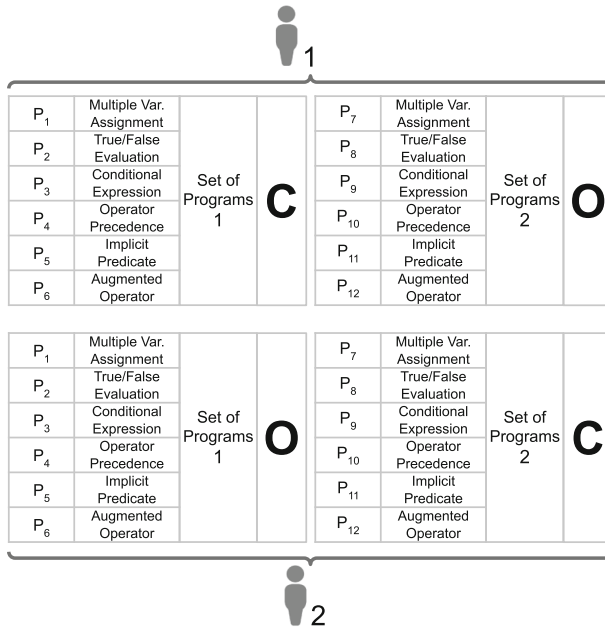 1
P1 Multiple Var. Assignment
P2 True/False Evaluation
P3 Conditional Expression
P4 Operator Precedence
P5 Implicit Predicate
P6 Augmented Operator
Set of Programs 1
C
P7 Multiple Var. Assignment
P8 True/False Evaluation
P9 Conditional Expression
P10 Operator Precedence
P11 Implicit Predicate
P12 Augmented Operator
Set of Programs 2
O
P1 Multiple Var. Assignment
P2 True/False Evaluation
P3 Conditional Expression
P4 Operator Precedence
P5 Implicit Predicate
P6 Augmented Operator
Set of Programs 1
O
P7 Multiple Var. Assignment
P8 True/False Evaluation
P9 Conditional Expression
P10 Operator Precedence
P11 Implicit Predicate
P12 Augmented Operator
Set of Programs 2
C
2